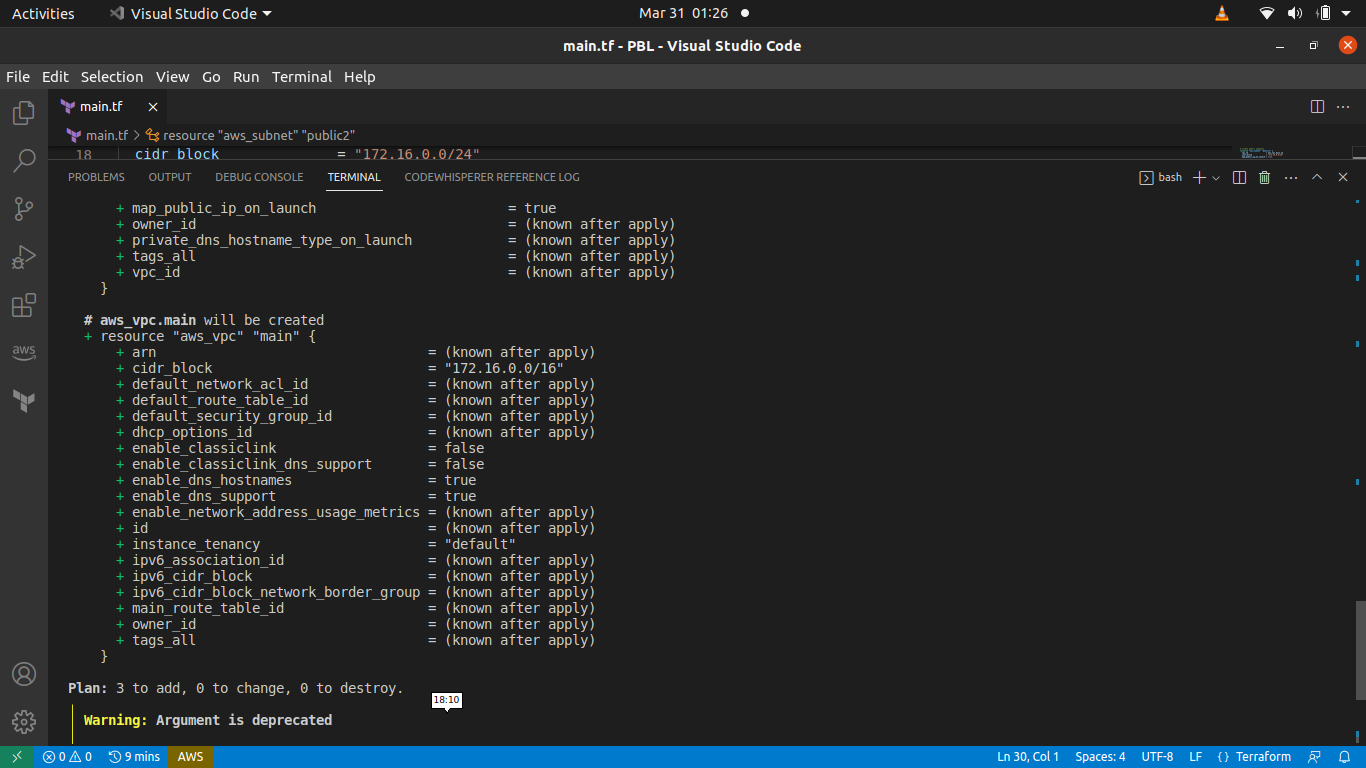 Activities Visual Studio Code Mar 31 01:26
main.tf - PBL - Visual Studio Code
File Edit Selection View Go Run Terminal Help
main.tf
main.tf > resource "aws_subnet" "public2"
18 cidr_block = "172.16.0.0/24"
PROBLEMS OUTPUT DEBUG CONSOLE TERMINAL CODEWHISPERER REFERENCE LOG bash
+ map_public_ip_on_launch = true
+ owner_id = (known after apply)
+ private_dns_hostname_type_on_launch = (known after apply)
+ tags_all = (known after apply)
+ vpc_id = (known after apply)
}
# aws_vpc.main will be created
+ resource "aws_vpc" "main" {
+ arn = (known after apply)
+ cidr_block = "172.16.0.0/16"
+ default_network_acl_id = (known after apply)
+ default_route_table_id = (known after apply)
+ default_security_group_id = (known after apply)
+ dhcp_options_id = (known after apply)
+ enable_classiclink = false
+ enable_classiclink_dns_support = false
+ enable_dns_hostnames = true
+ enable_dns_support = true
+ enable_network_address_usage_metrics = (known after apply)
+ id = (known after apply)
+ instance_tenancy = "default"
+ ipv6_association_id = (known after apply)
+ ipv6_cidr_block = (known after apply)
+ ipv6_cidr_block_network_border_group = (known after apply)
+ main_route_table_id = (known after apply)
+ owner_id = (known after apply)
+ tags_all = (known after apply)
}
Plan: 3 to add, 0 to change, 0 to destroy.
18:10
Warning: Argument is deprecated
aws
0 0 9 mins AWS Ln 30, Col 1 Spaces: 4 UTF-8 LF {} Terraform